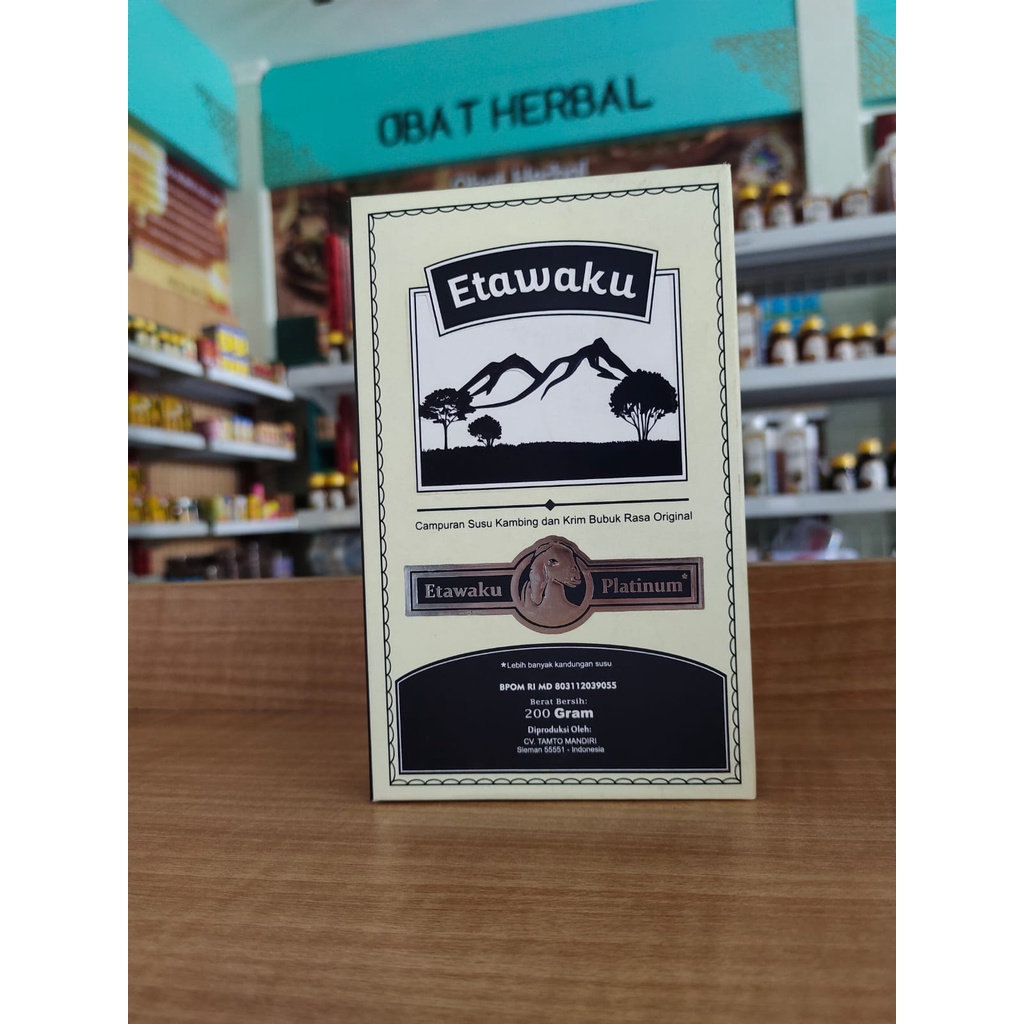 OBAT HERBAL
Etawaku
Campuran Susu Kambing dan Krim Bubuk Rasa Original
Etawaku Platinum*
*Lebih banyak kandungan susu
BPOM RI MD 803112039055
Berat Bersih:
200 Gram
Diproduksi Oleh:
CV. TAMTO MANDIRI
Sleman 55551 - Indonesia